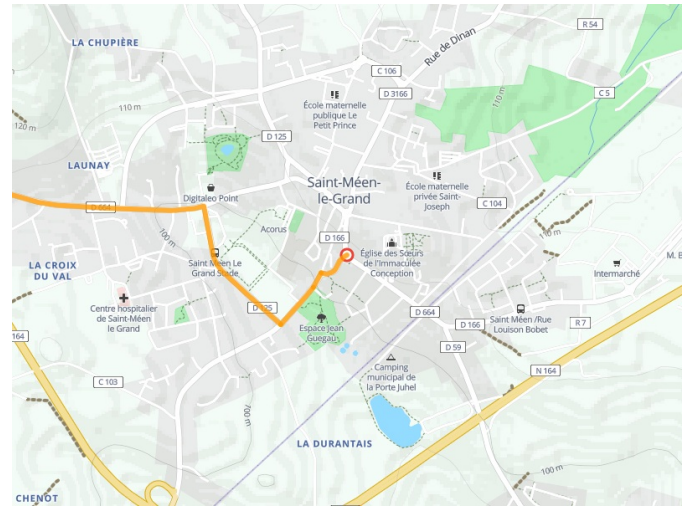 R 54
LA CHUPIÈRE
Rue de Dinan
C 106
D 3166
C 5
École maternelle
publique Le
Petit Prince
110 m
110 m
120 m
D 125
LAUNAY
Saint-Méen-
le-Grand
École maternelle
privée Saint-
Joseph
Digitaleo Point
C 104
D 664
Acorus
D 166
100 m
Église des Sœurs
de l'Immaculée
Conception
Saint Méen Le
Grand Stade
LA CROIX
DU VAL
Intermarché
M. B
Centre hospitalier
de Saint-Méen
le Grand
D 125
D 664
Saint Méen /Rue
Louison Bobet
D 166
R 7
164
Espace Jean
Guegau
D 59
N 164
Camping
municipal de
la Porte Juhel
C 103
100 m
LA DURANTAIS
100 m
CHENOT